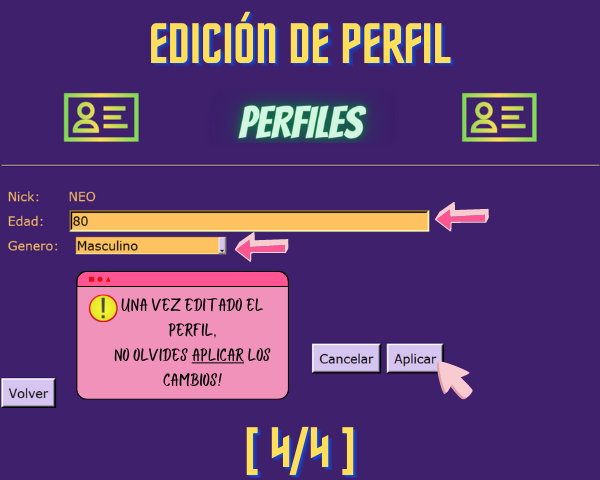 EDICIÓN DE PERFIL
PERFILES
Nick: NEO
Edad: 80
Genero: Masculino
! UNA VEZ EDITADO EL
PERFIL,
NO OLVIDES APLICAR LOS
CAMBIOS!
Cancelar Aplicar
Volver
[ 4/4 ]